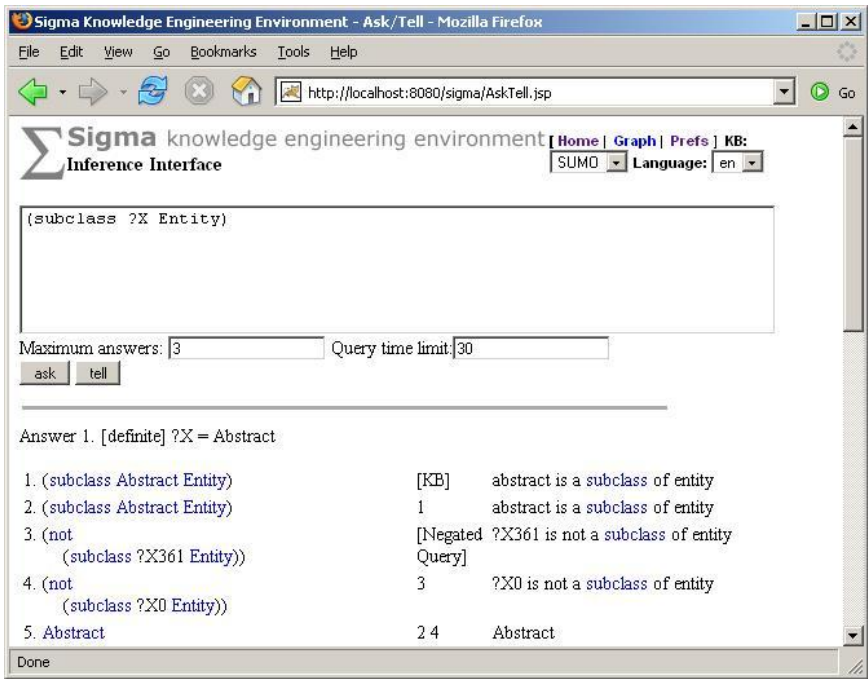 Sigma Knowledge Engineering Environment - Ask/Tell - Mozilla Firefox
File Edit View Go Bookmarks Tools Help
http://localhost:8080/sigma/AskTell.jsp Go
Sigma knowledge engineering environment [ Home | Graph | Prefs ] KB:
Inference Interface SUMO Language: en
(subclass ?X Entity)
Maximum answers: 3 Query time limit: 30
ask tell
Answer 1. [definite] ?X = Abstract
1. (subclass Abstract Entity) [KB] abstract is a subclass of entity
2. (subclass Abstract Entity) 1 abstract is a subclass of entity
3. (not [Negated ?X361 is not a subclass of entity
(subclass ?X361 Entity)) Query]
4. (not 3 ?X0 is not a subclass of entity
(subclass ?X0 Entity))
5. Abstract 2 4 Abstract
Done